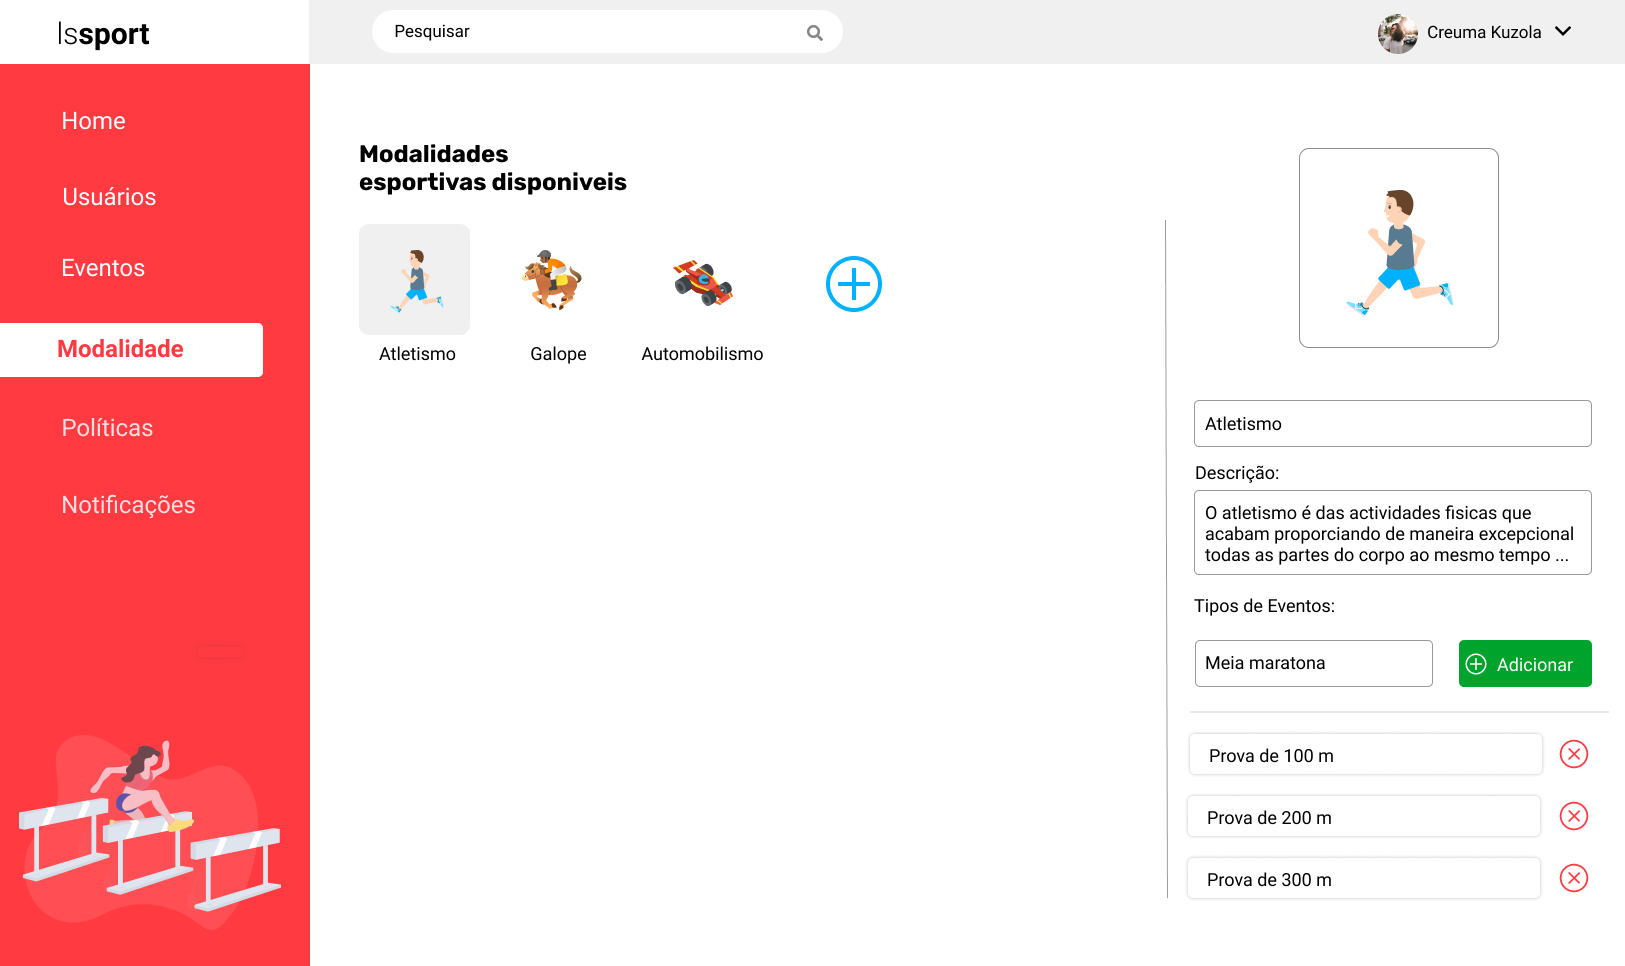 lssport
Pesquisar
Creuma Kuzola
Home
Usuários
Eventos
Modalidade
Políticas
Notificações
Modalidades
esportivas disponiveis
Atletismo
Galope
Automobilismo
Atletismo
Descrição:
O atletismo é das actividades fisicas que
acabam proporciando de maneira excepcional
todas as partes do corpo ao mesmo tempo ...
Tipos de Eventos:
Meia maratona
Adicionar
Prova de 100 m
Prova de 200 m
Prova de 300 m